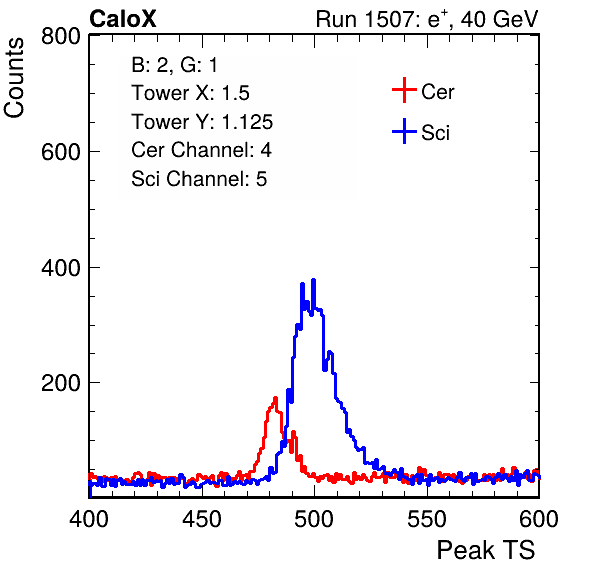 CaloX Run 1507: e⁺, 40 GeV
Counts
800
600
400
200
B: 2, G: 1
Tower X: 1.5
Tower Y: 1.125
Cer Channel: 4
Sci Channel: 5
Cer
Sci
400 450 500 550 600
Peak TS